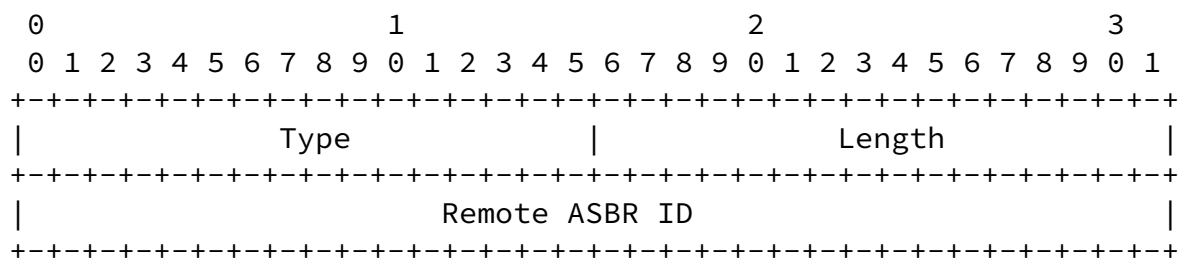 0                   1                   2                   3
 0 1 2 3 4 5 6 7 8 9 0 1 2 3 4 5 6 7 8 9 0 1 2 3 4 5 6 7 8 9 0 1
+-+-+-+-+-+-+-+-+-+-+-+-+-+-+-+-+-+-+-+-+-+-+-+-+-+-+-+-+-+-+-+-+
|              Type             |             Length            |
+-+-+-+-+-+-+-+-+-+-+-+-+-+-+-+-+-+-+-+-+-+-+-+-+-+-+-+-+-+-+-+-+
|                       Remote ASBR ID                          |
+-+-+-+-+-+-+-+-+-+-+-+-+-+-+-+-+-+-+-+-+-+-+-+-+-+-+-+-+-+-+-+-+